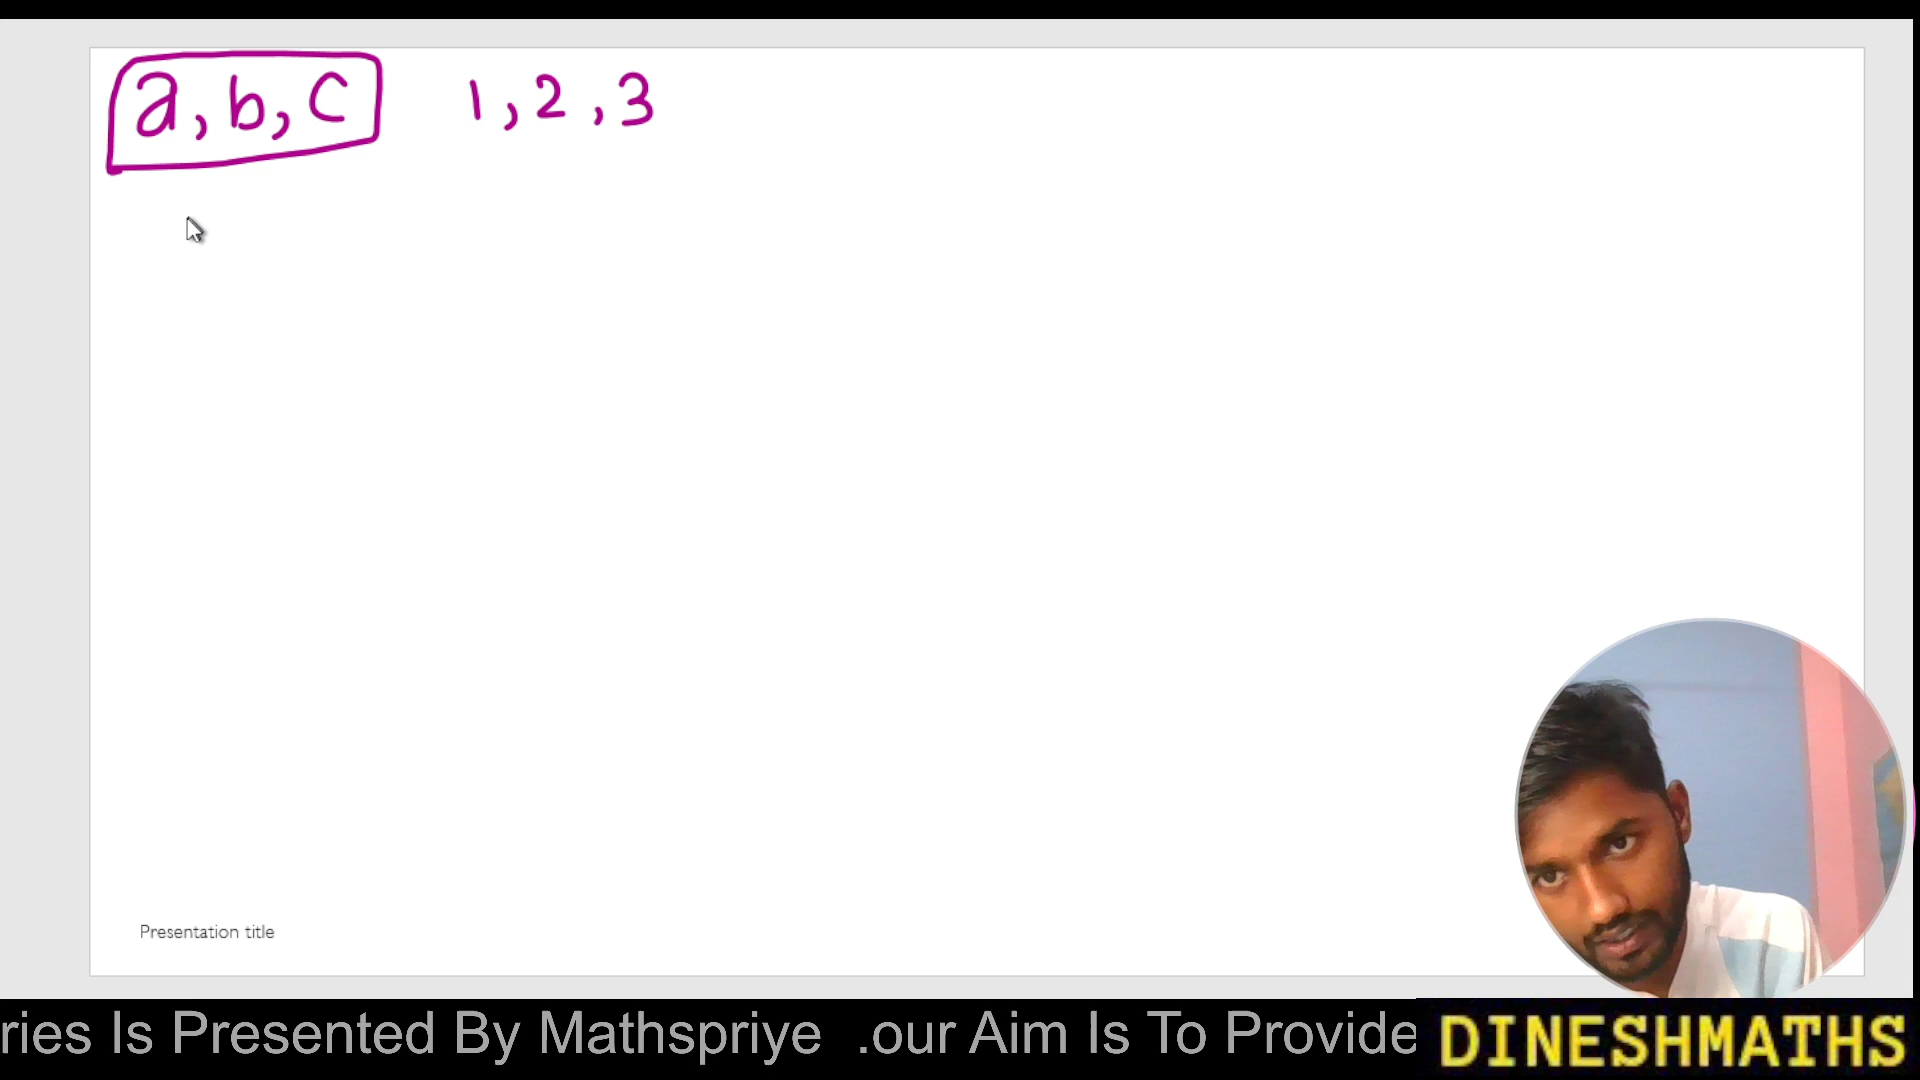 a, b, c 1, 2, 3
Presentation title
ries Is Presented By Mathspriye .our Aim Is To Provide
DINESHMATHS